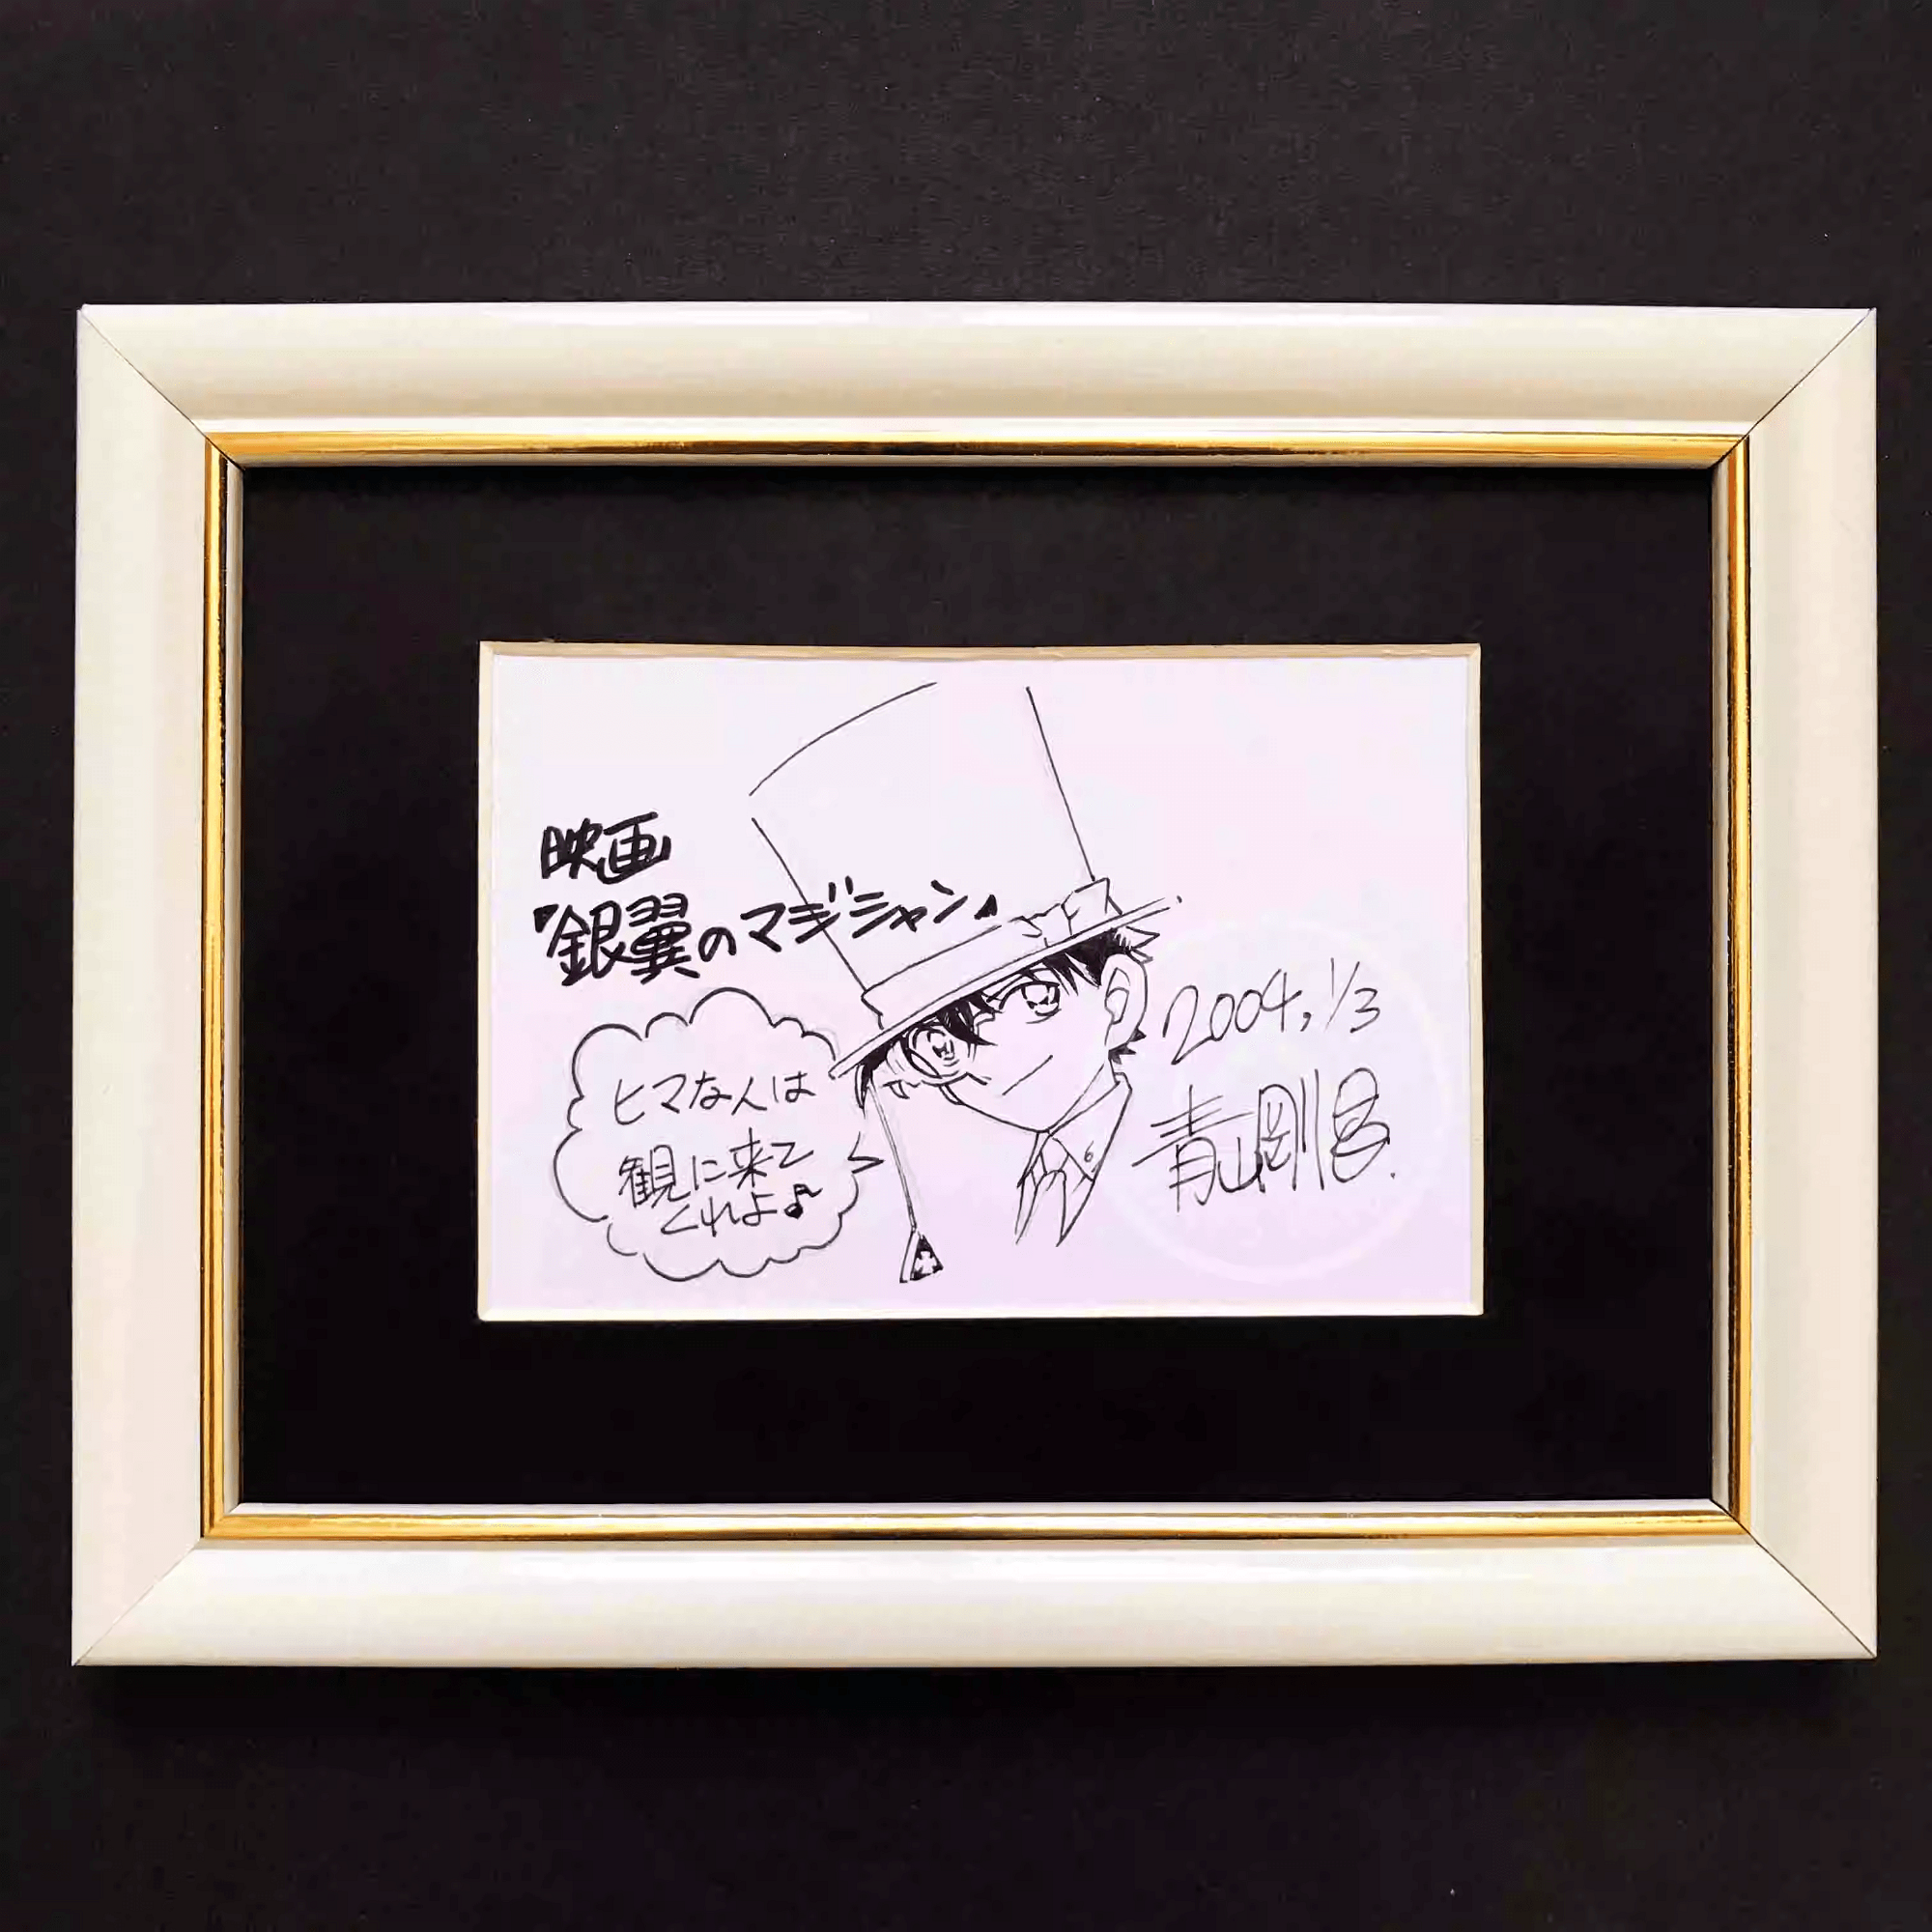 映画
『銀翼のマジシャン』
ヒマな人は
観に来て
くれよ♪
2004, 1/3
青山剛昌